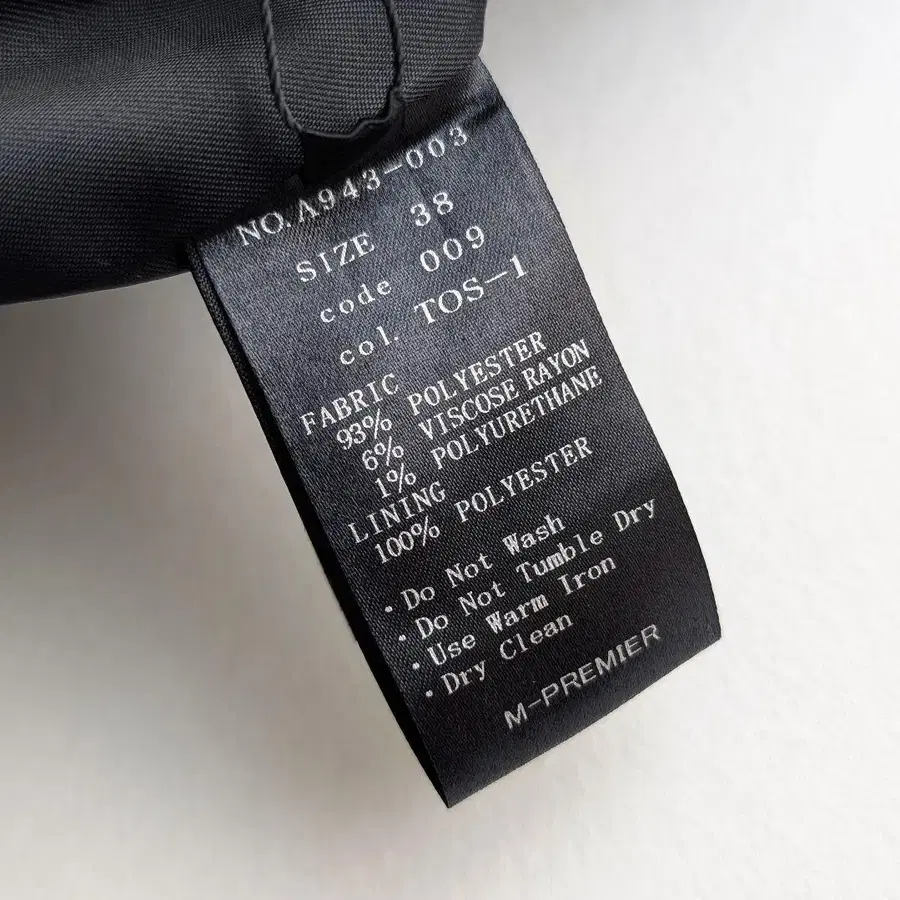 NO. A943-003
SIZE 38
code 009
col. TOS-1
FABRIC
93% POLYESTER
6% VISCOSE RAYON
1% POLYURETHANE
LINING
100% POLYESTER
・Do Not Wash
・Do Not Tumble Dry
・Use Warm Iron
・Dry Clean
M-PREMIER